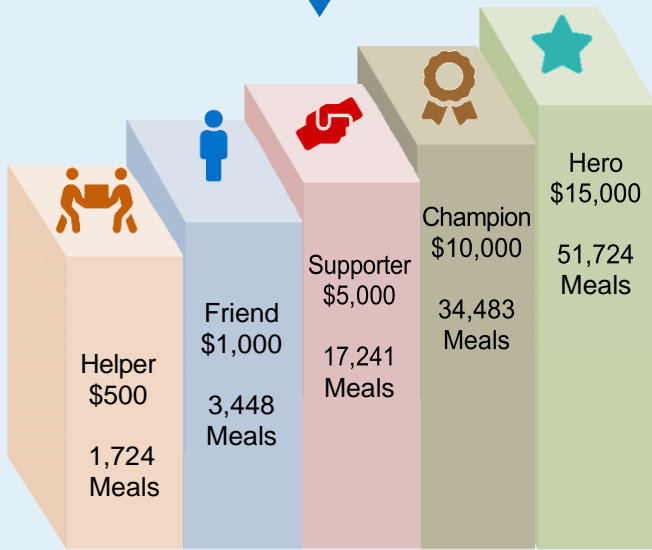 Helper
$500
1,724
Meals
Friend
$1,000
3,448
Meals
Supporter
$5,000
17,241
Meals
Champion
$10,000
34,483
Meals
Hero
$15,000
51,724
Meals